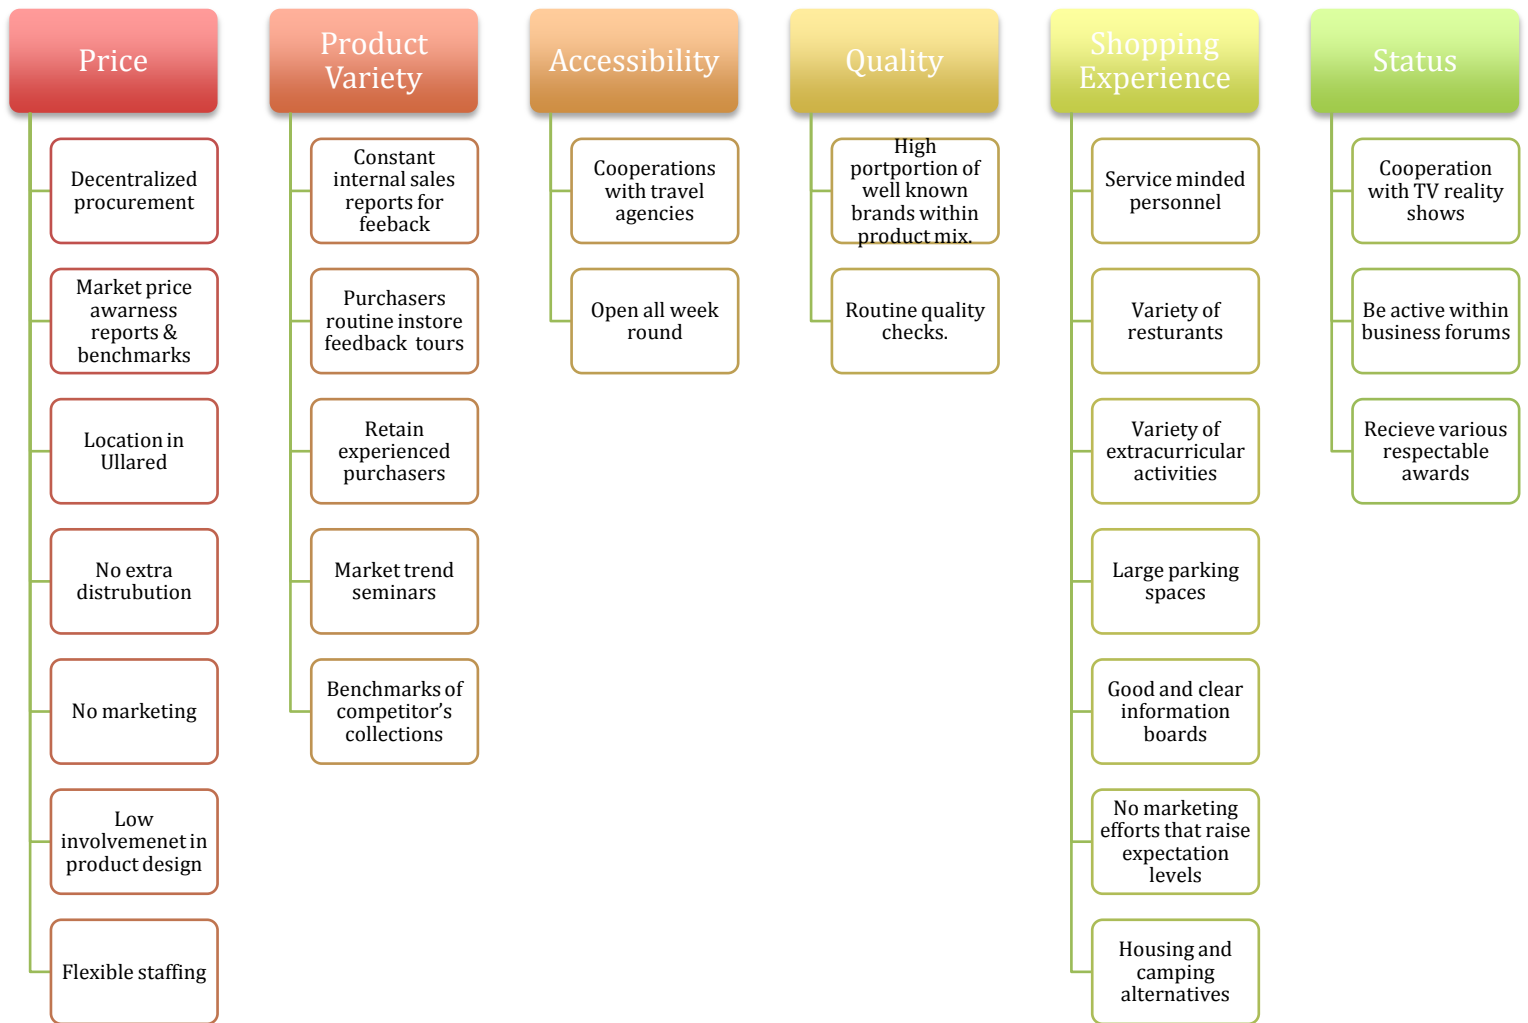 Price
Decentralized
procurement
Market price
awarness
reports &
benchmarks
Location in
Ullared
No extra
distrubution
No marketing
Low
involvemenet in
product design
Flexible staffing
Product
Variety
Constant
internal sales
reports for
feeback
Purchasers
routine instore
feedback tours
Retain
experienced
purchasers
Market trend
seminars
Benchmarks of
competitor’s
collections
Accessibility
Cooperations
with travel
agencies
Open all week
round
Quality
High
portportion of
well known
brands within
product mix.
Routine quality
checks.
Shopping
Experience
Service minded
personnel
Variety of
resturants
Variety of
extracurricular
activities
Large parking
spaces
Good and clear
information
boards
No marketing
efforts that raise
expectation
levels
Housing and
camping
alternatives
Status
Cooperation
with TV reality
shows
Be active within
business forums
Recieve various
respectable
awards